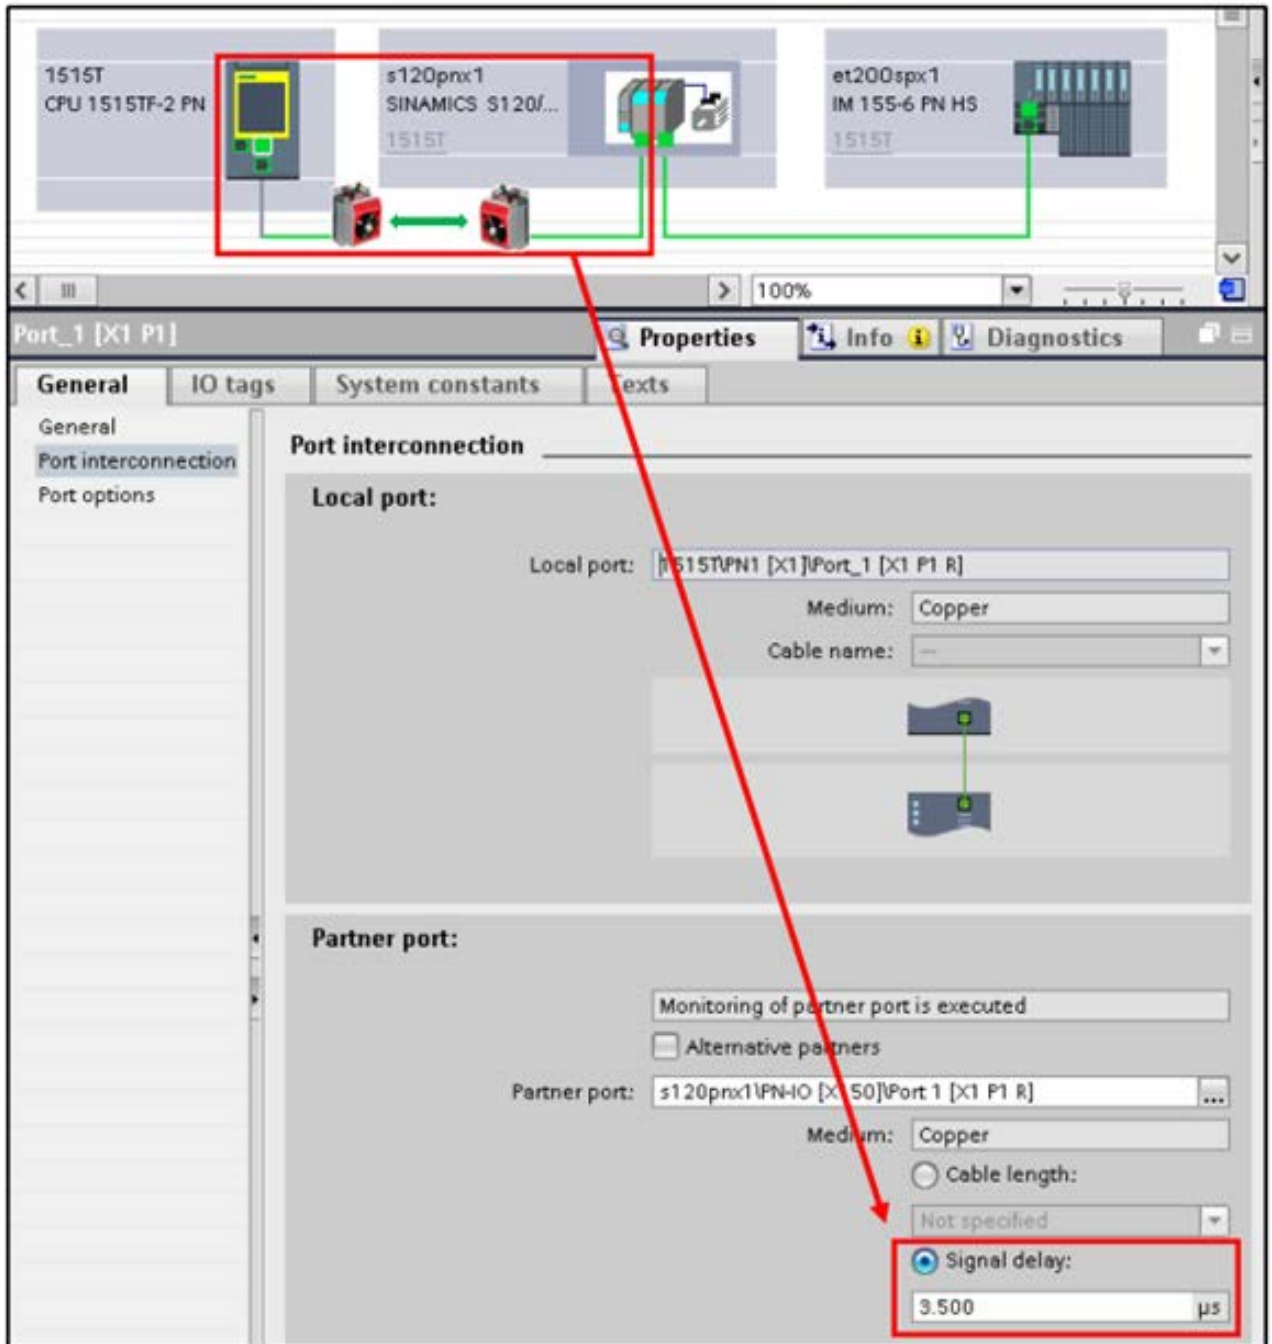 1515T
CPU 1515TF-2 PN
s120pnx1
SINAMICS S120/...
1515T
et200spx1
IM 155-6 PN HS
1515T
100%
Port_1 [X1 P1]
Properties
Info
Diagnostics
General
IO tags
System constants
Texts
General
Port interconnection
Port options
Port interconnection
Local port:
Local port: 1515T\PN1 [X1]\Port_1 [X1 P1 R]
Medium: Copper
Cable name: ---
Partner port:
Monitoring of partner port is executed
Alternative partners
Partner port: s120pnx1\PN-IO [X150]\Port 1 [X1 P1 R] ...
Medium: Copper
Cable length:
Not specified
Signal delay:
3.500 µs